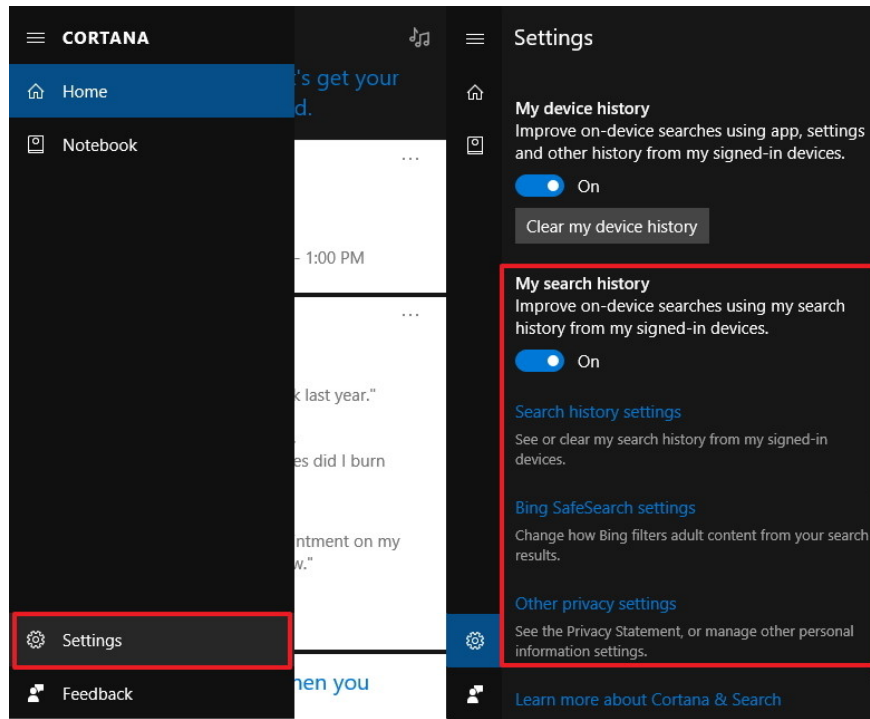 CORTANA
Home
Notebook
's get your
d.
- 1:00 PM
k last year."
es did I burn
ntment on my
w."
Settings
Feedback
hen you
Settings
My device history
Improve on-device searches using app, settings
and other history from my signed-in devices.
On
Clear my device history
My search history
Improve on-device searches using my search
history from my signed-in devices.
On
Search history settings
See or clear my search history from my signed-in
devices.
Bing SafeSearch settings
Change how Bing filters adult content from your search
results.
Other privacy settings
See the Privacy Statement, or manage other personal
information settings.
Learn more about Cortana & Search